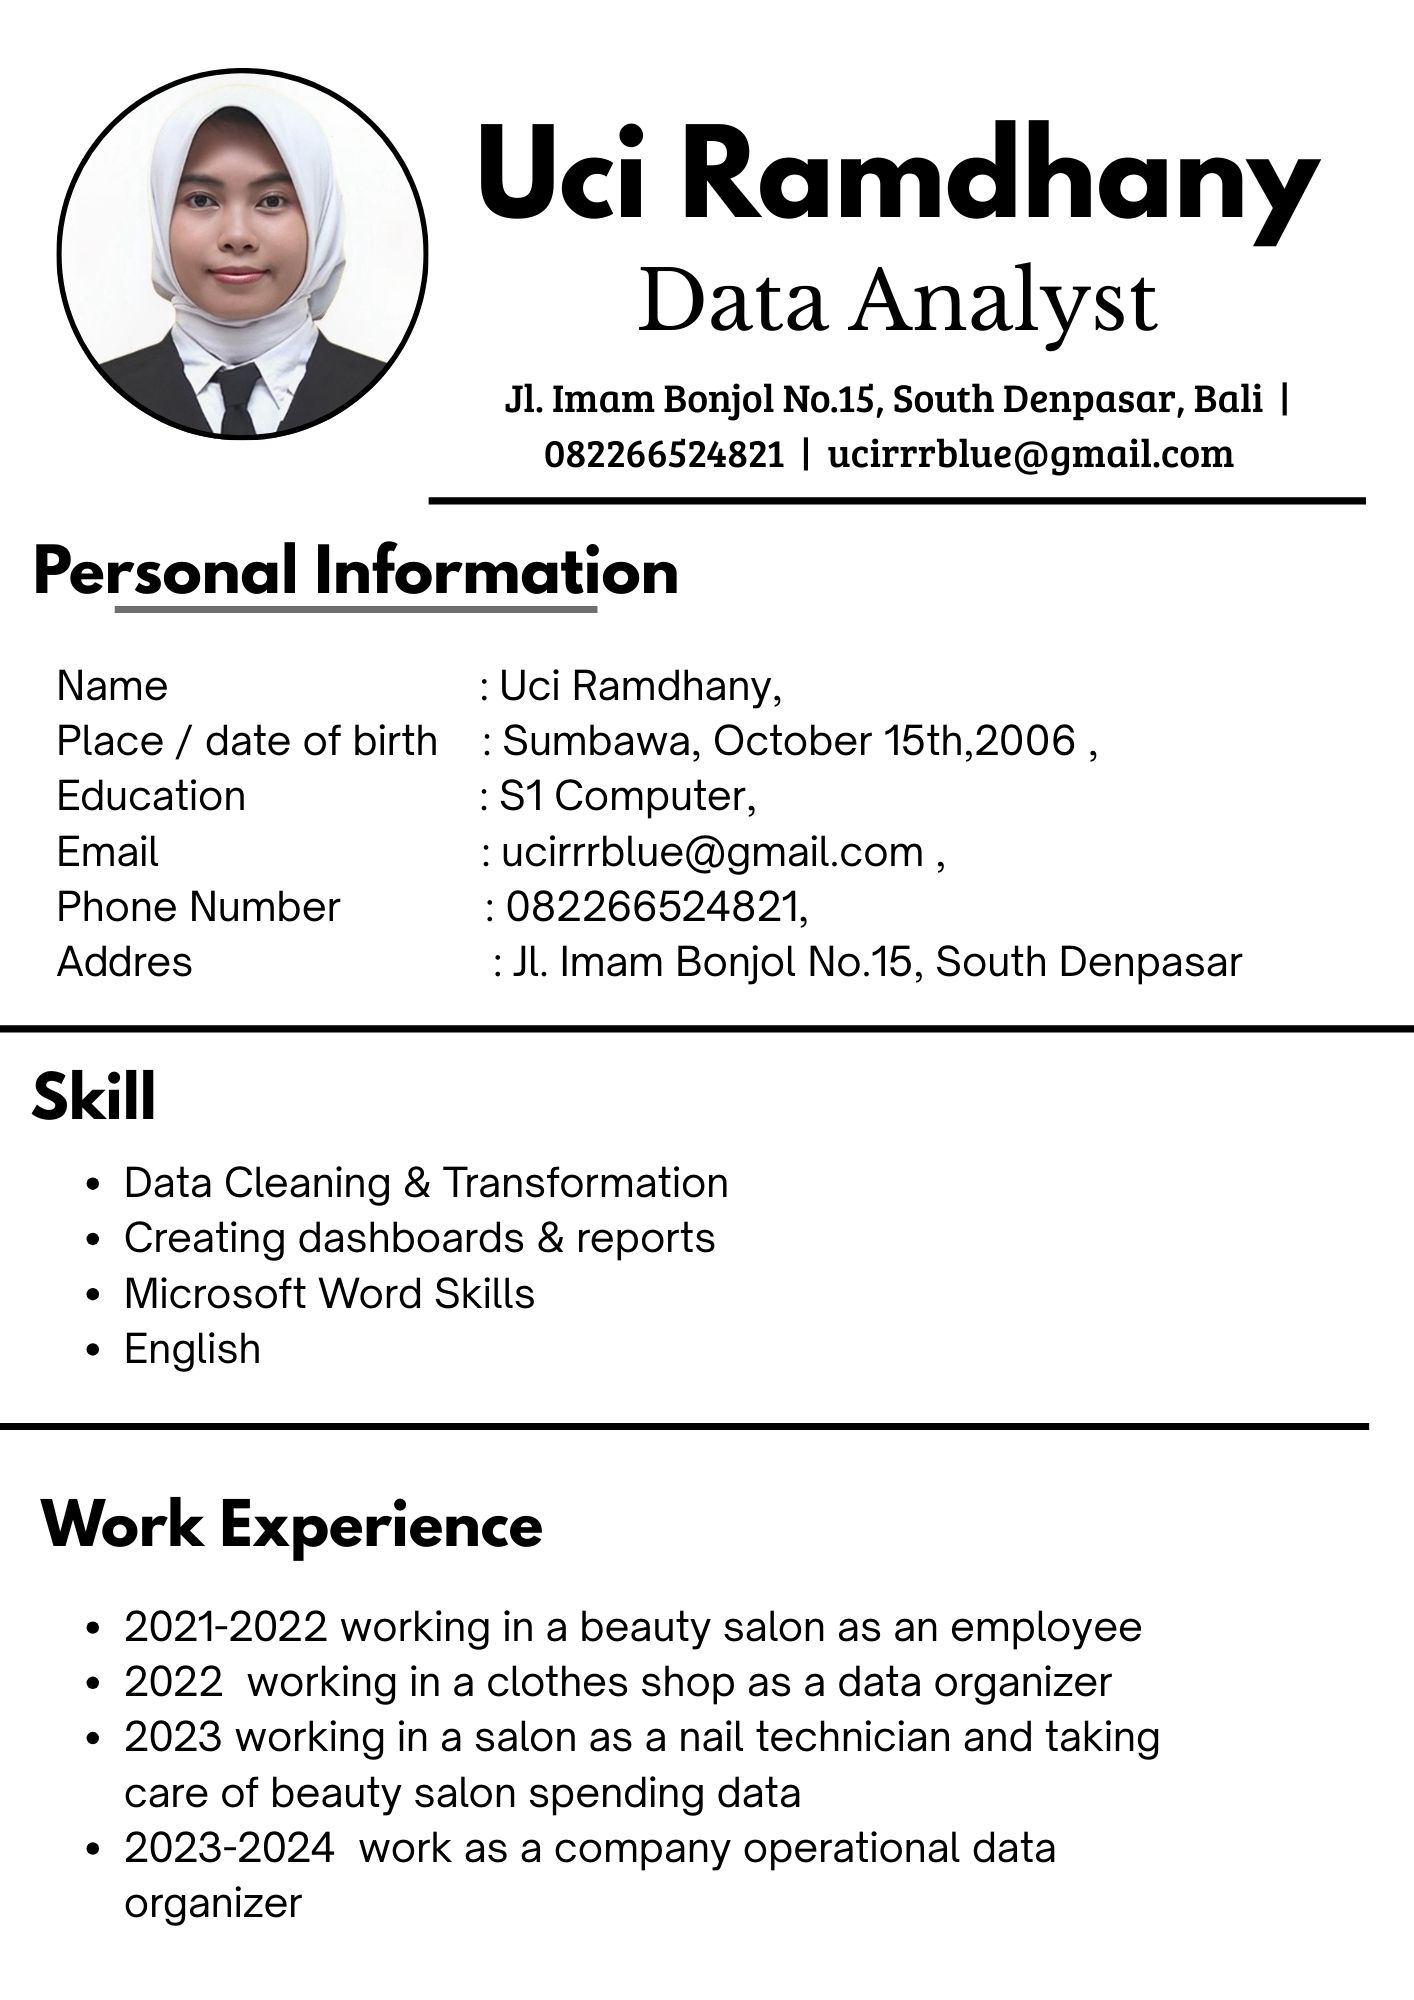 Uci Ramdhany
Data Analyst
Jl. Imam Bonjol No.15, South Denpasar, Bali |
082266524821 | ucirrrblue@gmail.com
Personal Information
Name : Uci Ramdhany,
Place / date of birth : Sumbawa, October 15th,2006 ,
Education : S1 Computer,
Email : ucirrrblue@gmail.com ,
Phone Number : 082266524821,
Addres : Jl. Imam Bonjol No.15, South Denpasar
Skill
• Data Cleaning & Transformation
• Creating dashboards & reports
• Microsoft Word Skills
• English
Work Experience
• 2021-2022 working in a beauty salon as an employee
• 2022 working in a clothes shop as a data organizer
• 2023 working in a salon as a nail technician and taking
care of beauty salon spending data
• 2023-2024 work as a company operational data
organizer